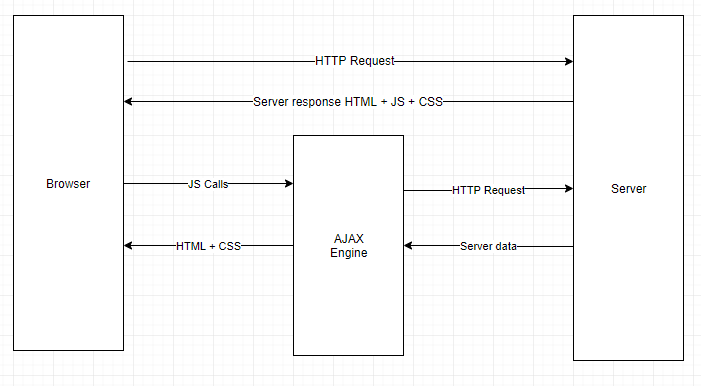 HTTP Request
Server response HTML + JS + CSS
Browser
JS Calls
HTTP Request
Server
HTML + CSS
AJAX
Engine
Server data